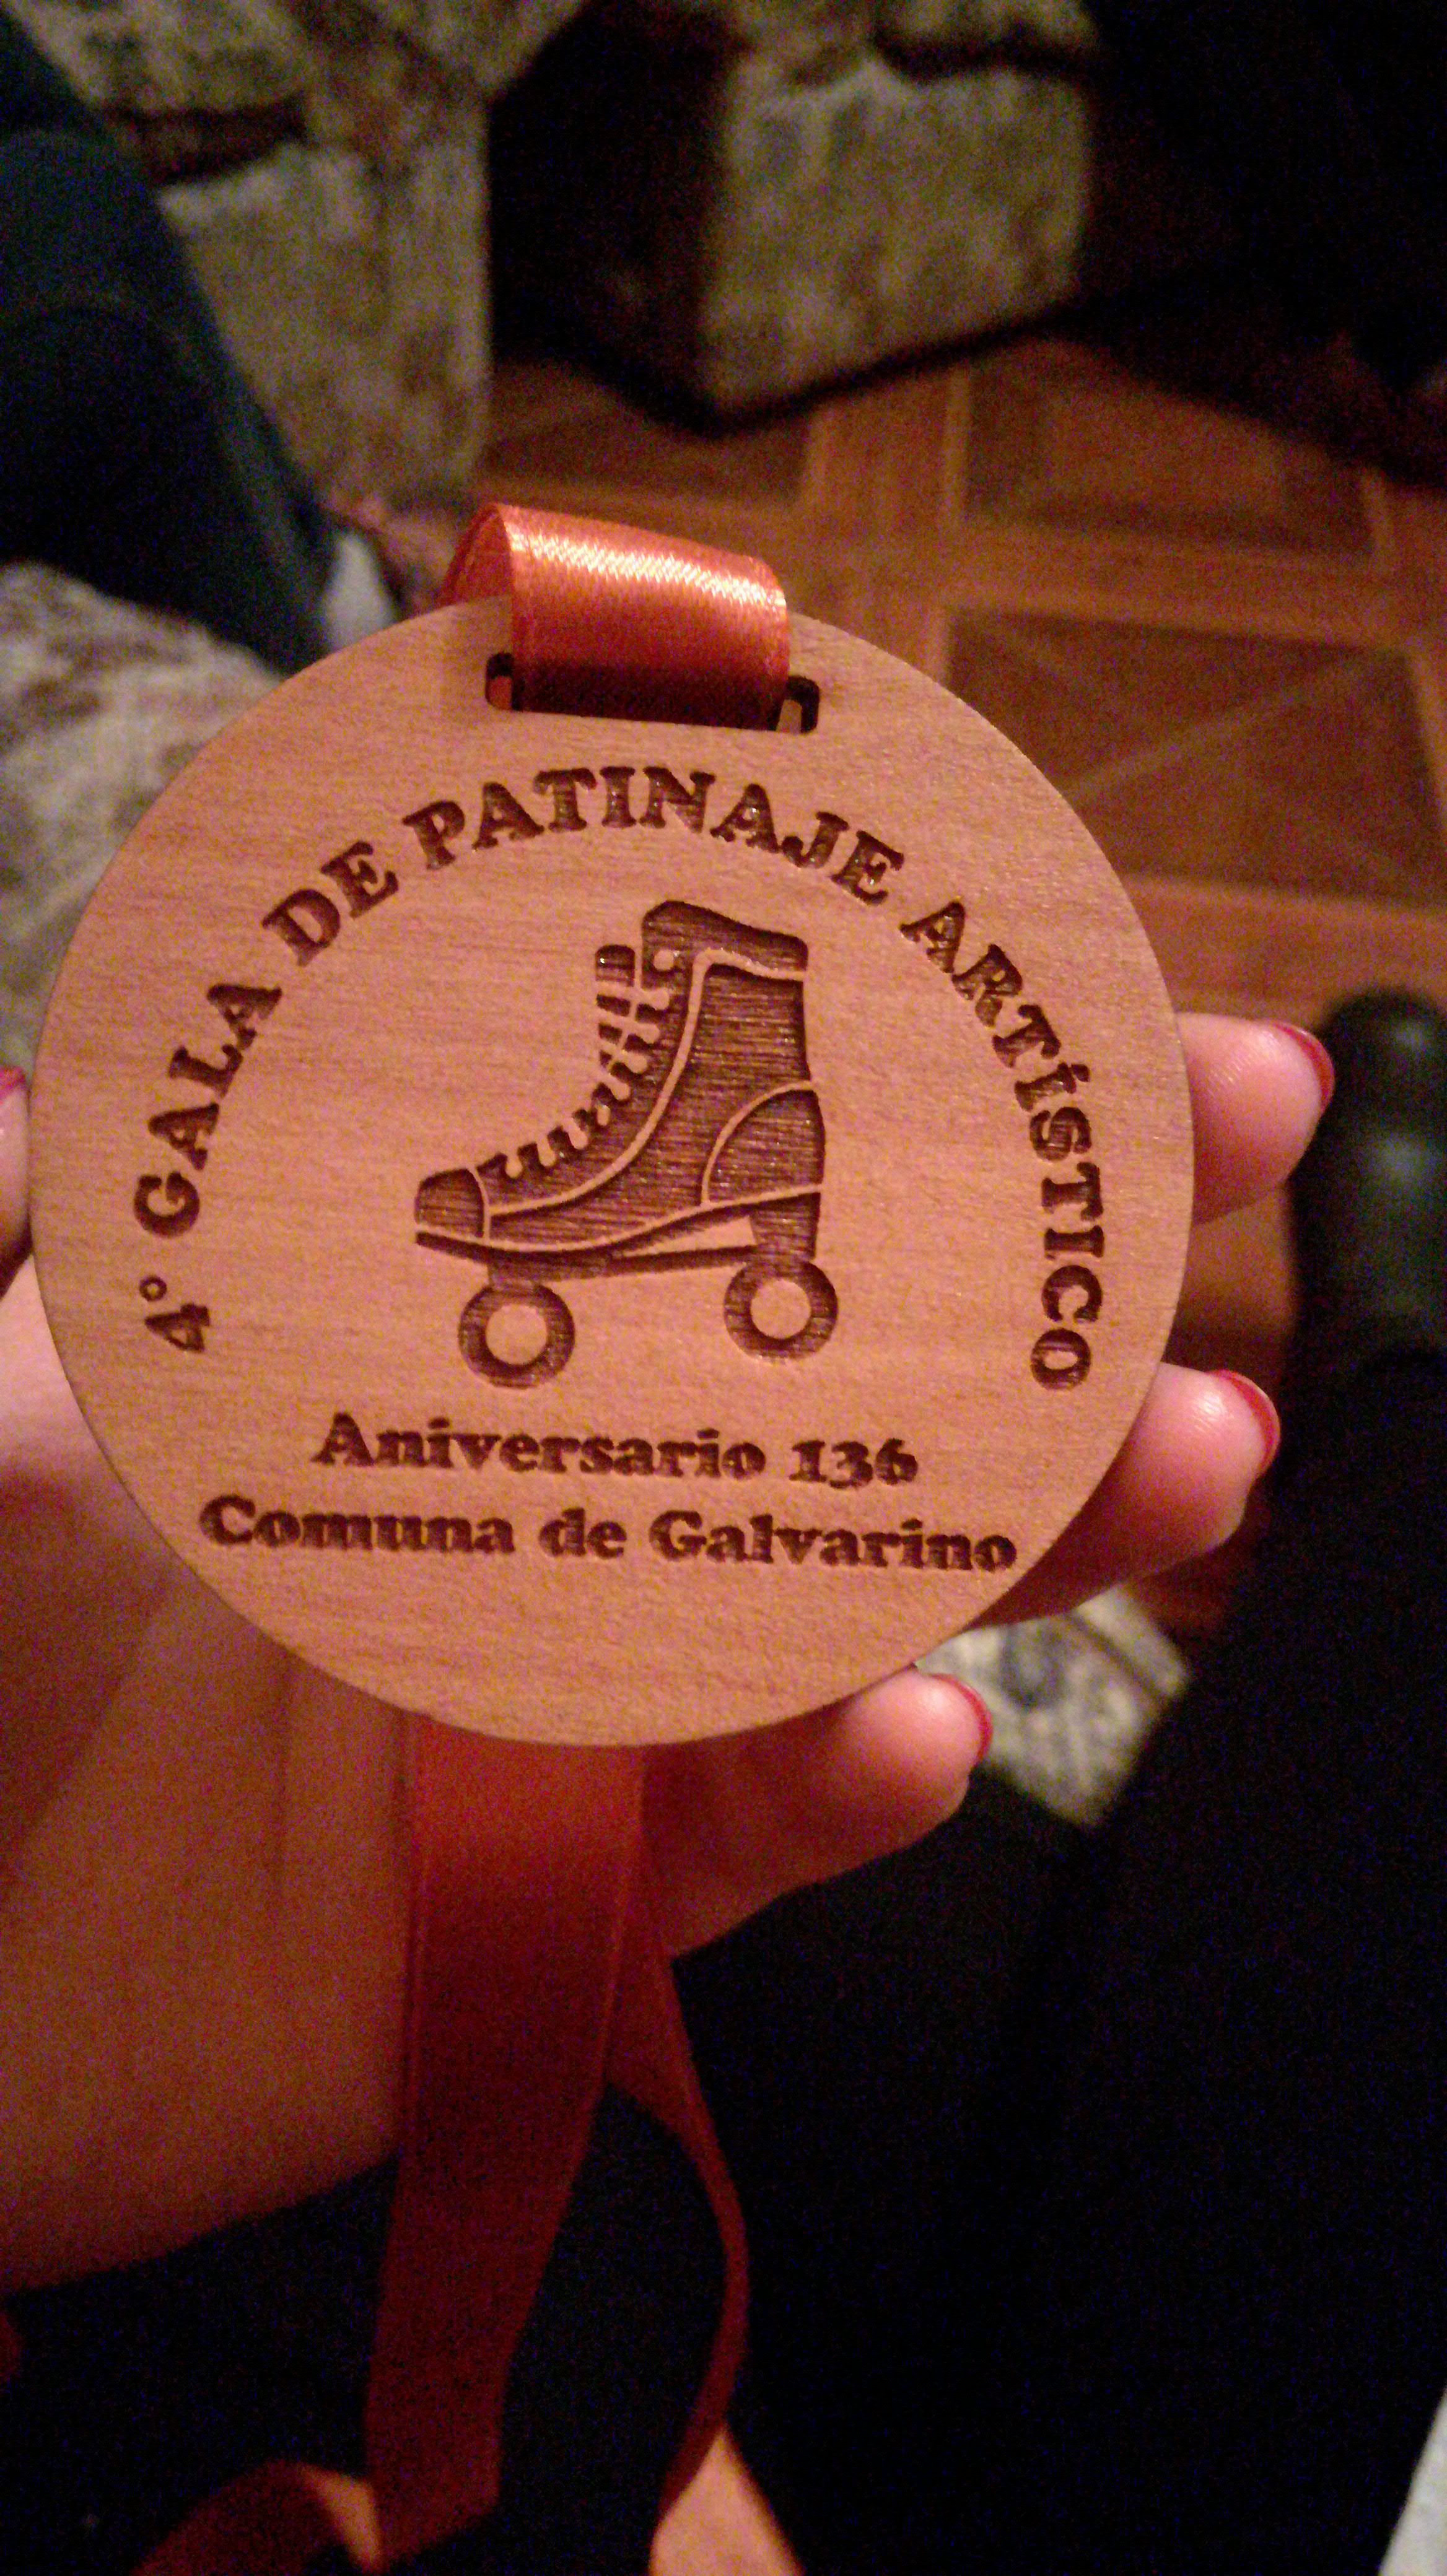 4° GALA DE PATINAJE ARTÍSTICO
Aniversario 136
Comuna de Galvarino